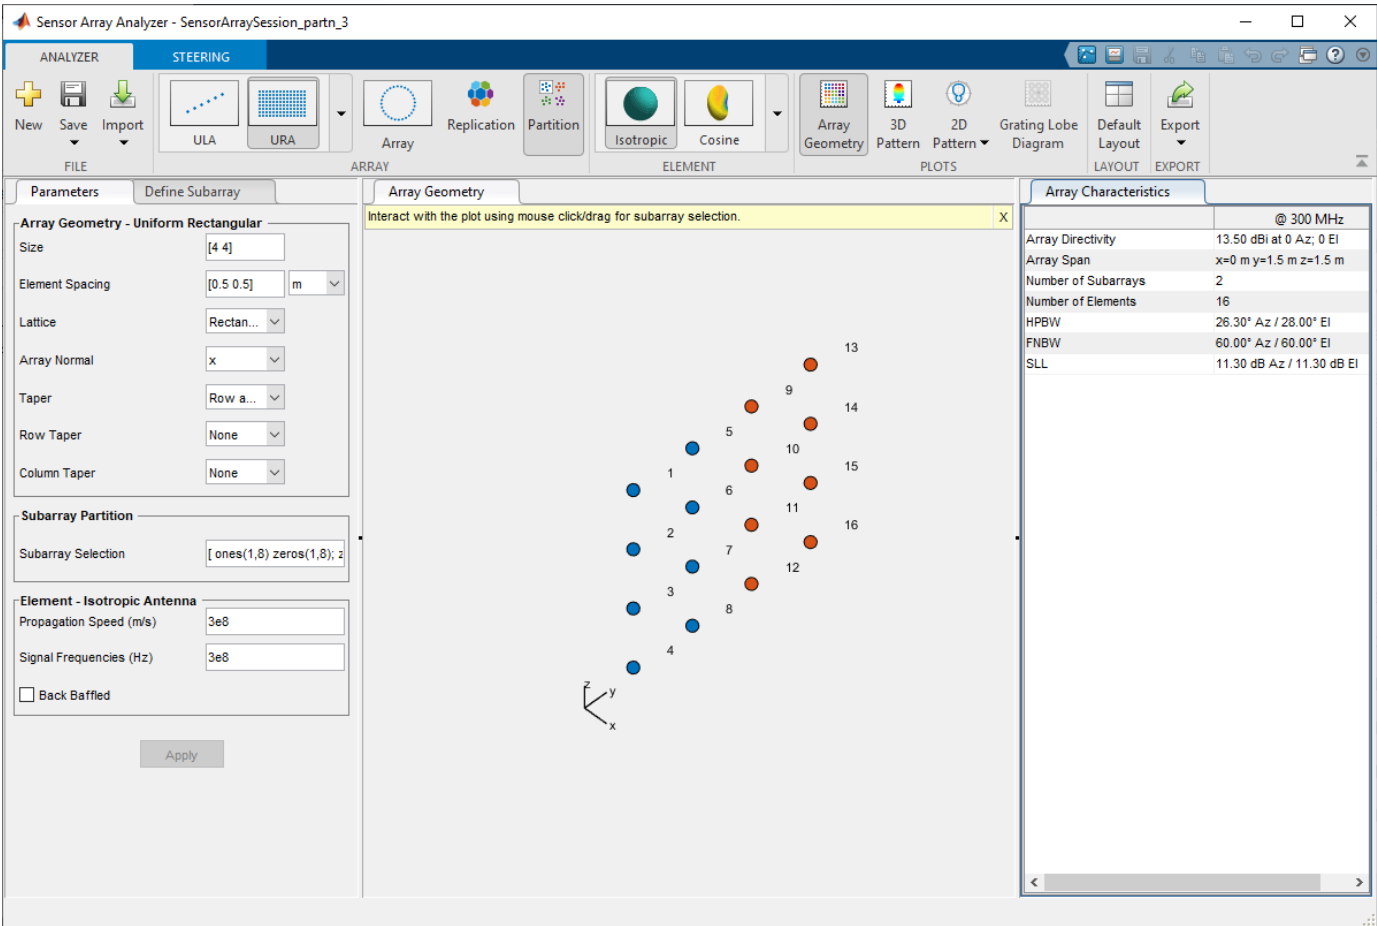 Sensor Array Analyzer - SensorArraySession_partn_3
ANALYZER
STEERING
New
Save
Import
FILE
ULA
URA
Array
Replication
Partition
ARRAY
Isotropic
Cosine
ELEMENT
Array
Geometry
3D
Pattern
2D
Pattern
Grating Lobe
Diagram
PLOTS
Default
Layout
LAYOUT
Export
EXPORT
Parameters
Define Subarray
Array Geometry - Uniform Rectangular
Size [4 4]
Element Spacing [0.5 0.5] m
Lattice Rectan...
Array Normal x
Taper Row a...
Row Taper None
Column Taper None
Subarray Partition
Subarray Selection [ ones(1,8) zeros(1,8); z
Element - Isotropic Antenna
Propagation Speed (m/s) 3e8
Signal Frequencies (Hz) 3e8
Back Baffled
Apply
Array Geometry
Interact with the plot using mouse click/drag for subarray selection. X
13
9
14
5
10
15
1
6
11
16
2
7
12
3
8
4
z
y
x
Array Characteristics
@ 300 MHz
Array Directivity 13.50 dBi at 0 Az; 0 El
Array Span x=0 m y=1.5 m z=1.5 m
Number of Subarrays 2
Number of Elements 16
HPBW 26.30° Az / 28.00° El
FNBW 60.00° Az / 60.00° El
SLL 11.30 dB Az / 11.30 dB El